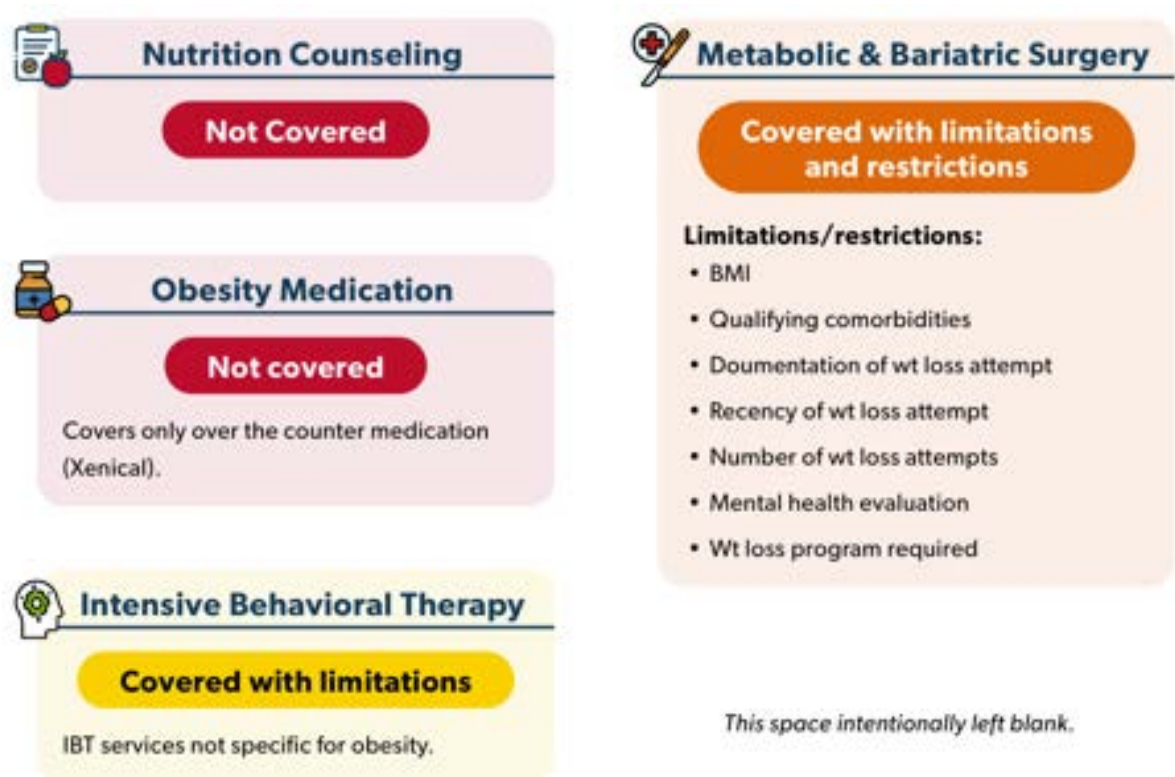 Nutrition Counseling
Not Covered
Obesity Medication
Not covered
Covers only over the counter medication
(Xenical).
Intensive Behavioral Therapy
Covered with limitations
IBT services not specific for obesity.
Metabolic & Bariatric Surgery
Covered with limitations
and restrictions
Limitations/restrictions:
• BMI
• Qualifying comorbidities
• Doumentation of wt loss attempt
• Recency of wt loss attempt
• Number of wt loss attempts
• Mental health evaluation
• Wt loss program required
This space intentionally left blank.